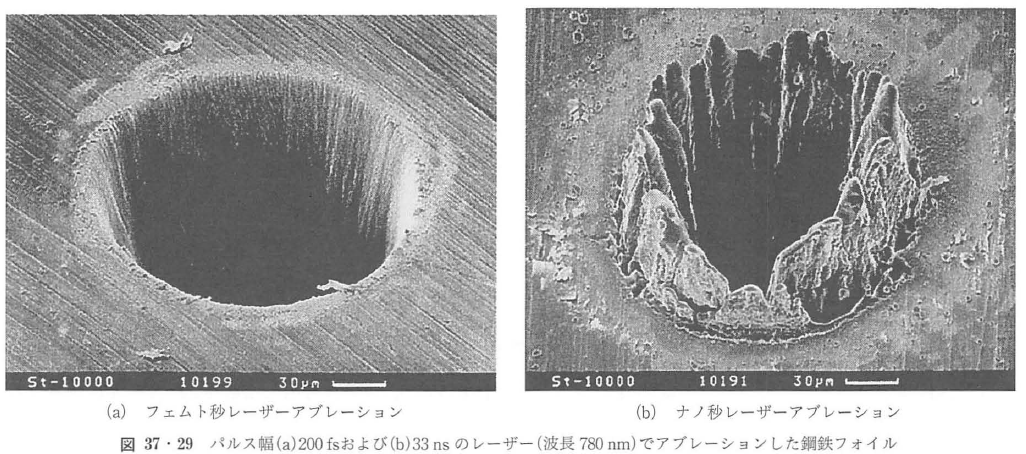 St-10000 10199 30μm
St-10000 10191 30μm
(a) フェムト秒レーザーアブレーション
(b) ナノ秒レーザーアブレーション
図 37・29 パルス幅(a)200 fsおよび(b)33 ns のレーザー(波長 780 nm)でアブレーションした鋼鉄フォイル